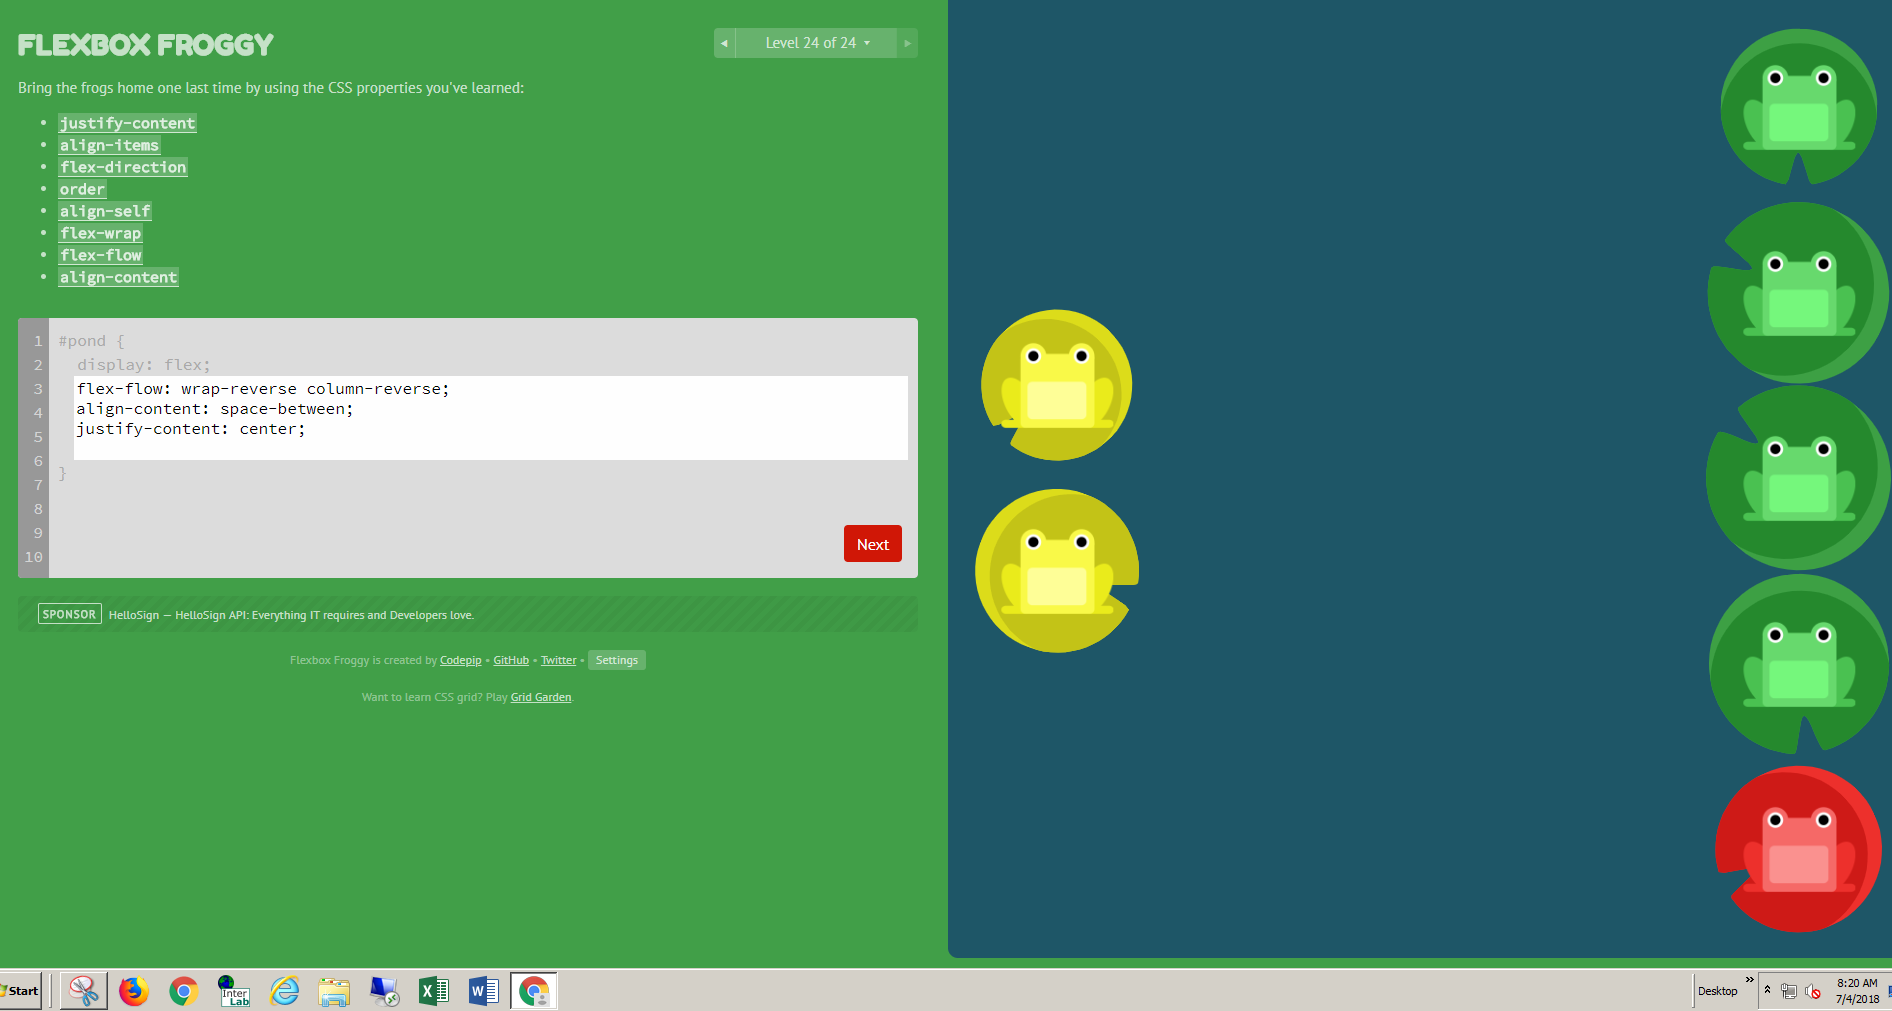 FLEXBOX FROGGY
Level 24 of 24
Bring the frogs home one last time by using the CSS properties you've learned:
justify-content
align-items
flex-direction
order
align-self
flex-wrap
flex-flow
align-content
1 #pond {
2 display: flex;
3 flex-flow: wrap-reverse column-reverse;
4 align-content: space-between;
5 justify-content: center;
6
7 }
8
9
10
Next
SPONSOR HelloSign — HelloSign API: Everything IT requires and Developers love.
Flexbox Froggy is created by Codepip • GitHub • Twitter • Settings
Want to learn CSS grid? Play Grid Garden.
Start
Inter
Lab
Desktop
8:20 AM
7/4/2018